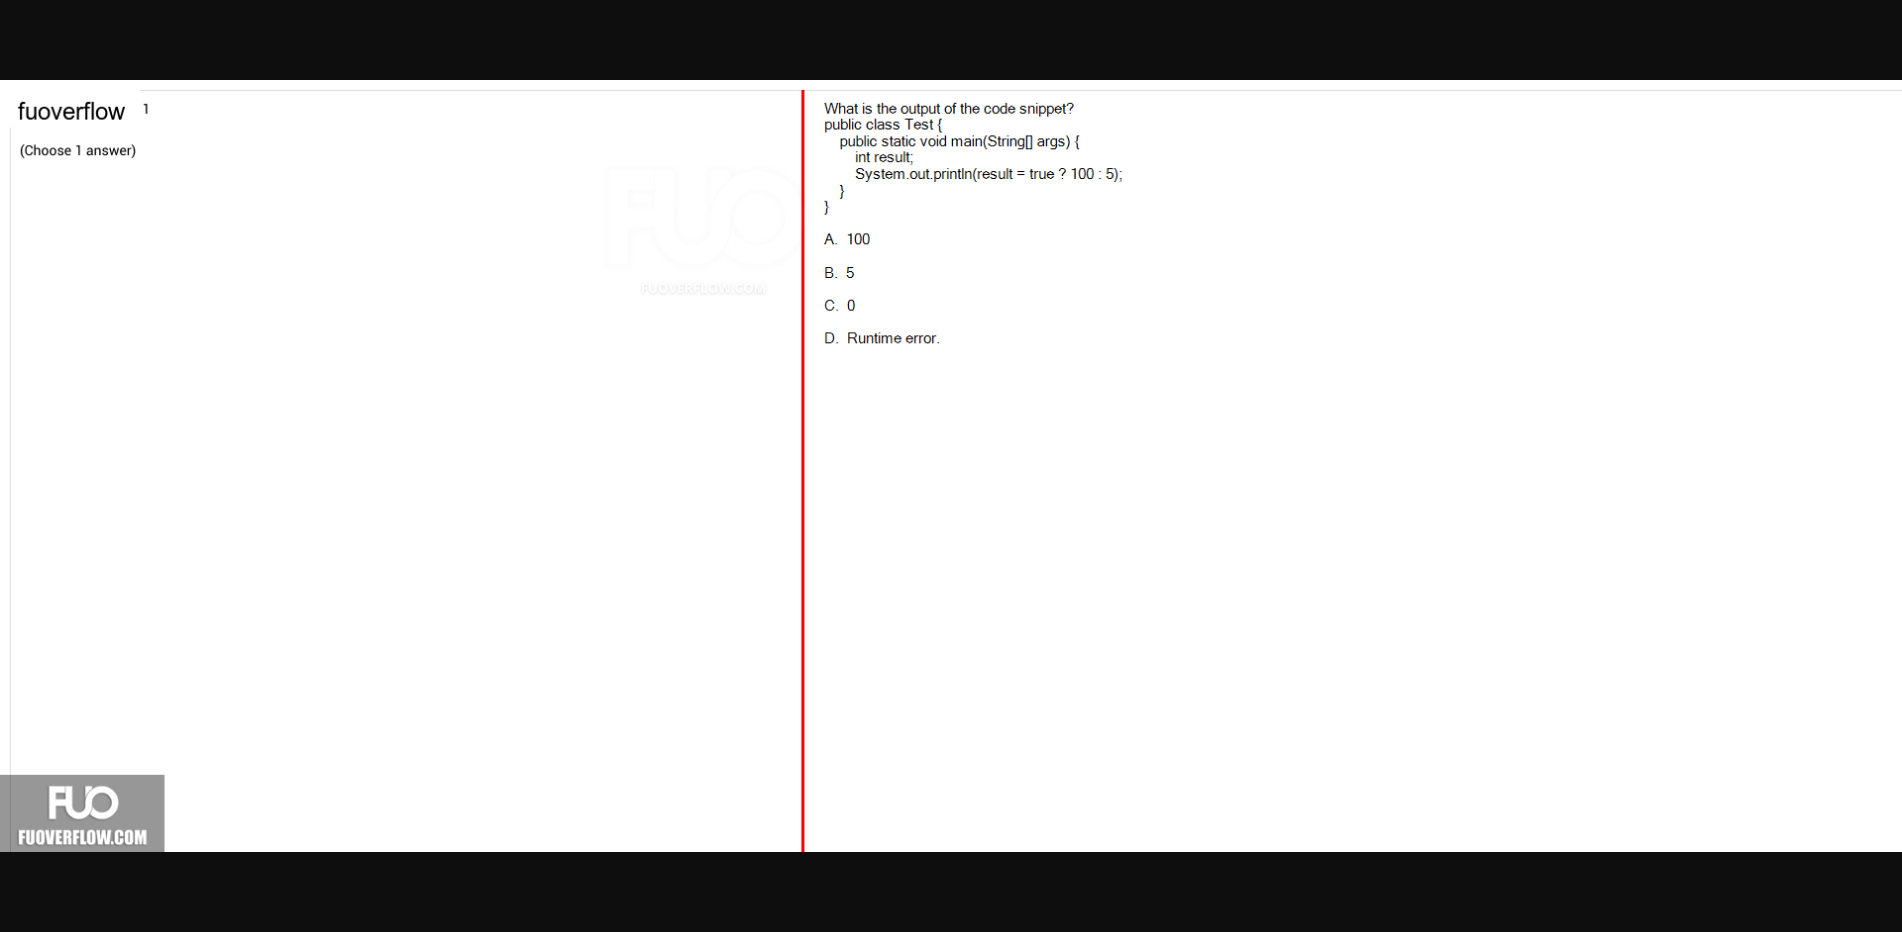 fuoverflow 1
(Choose 1 answer)
FUO
FUOVERFLOW.COM
What is the output of the code snippet?
public class Test {
public static void main(String[] args) {
int result;
System.out.println(result = true ? 100 : 5);
}
}
A. 100
B. 5
C. 0
D. Runtime error.
FUO
FUOVERFLOW.COM